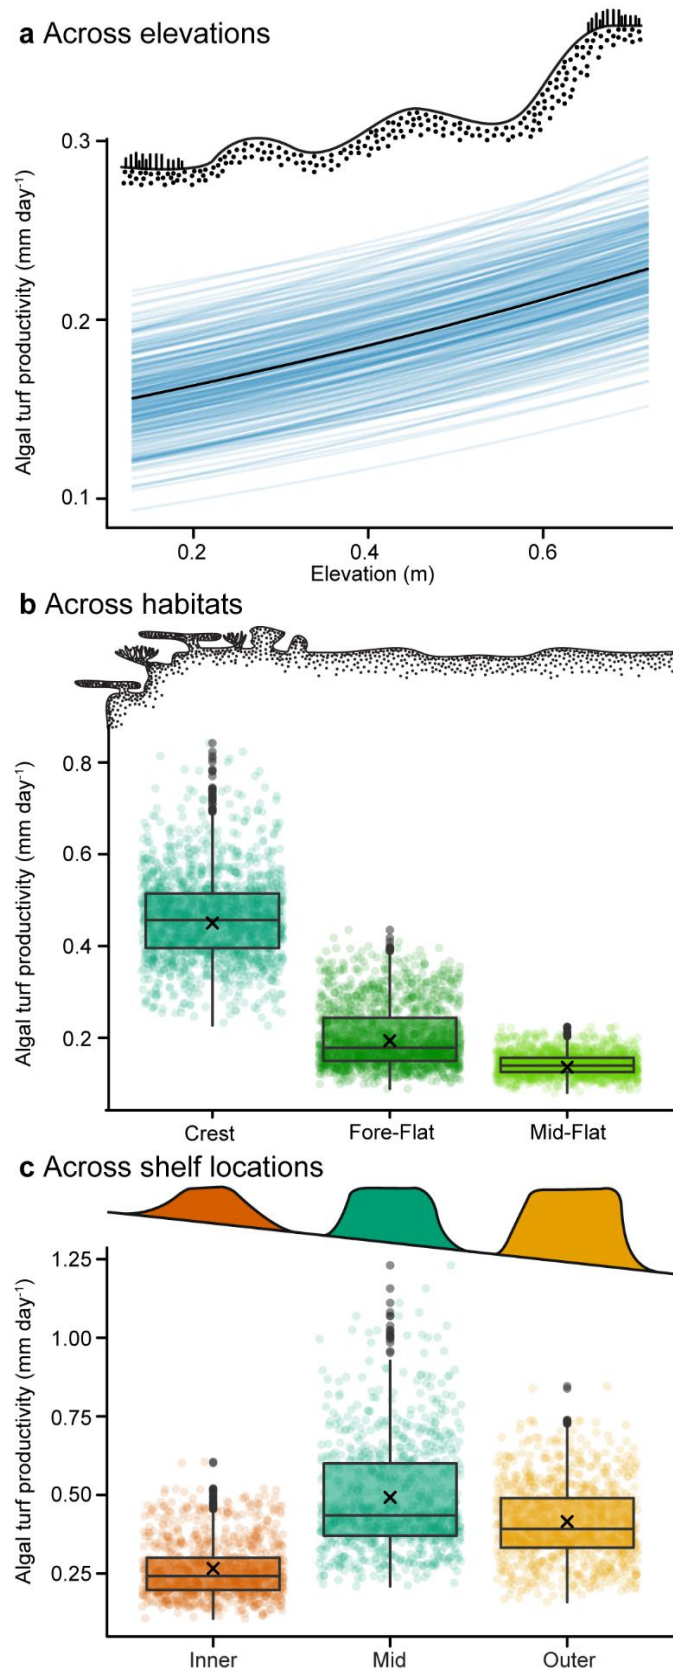 a Across elevations
Algal turf productivity (mm day⁻¹)
0.3
0.2
0.1
0.2 0.4 0.6
Elevation (m)
b Across habitats
Algal turf productivity (mm day⁻¹)
0.8
0.6
0.4
0.2
Crest Fore-Flat Mid-Flat
c Across shelf locations
Algal turf productivity (mm day⁻¹)
1.25
1.00
0.75
0.50
0.25
Inner Mid Outer